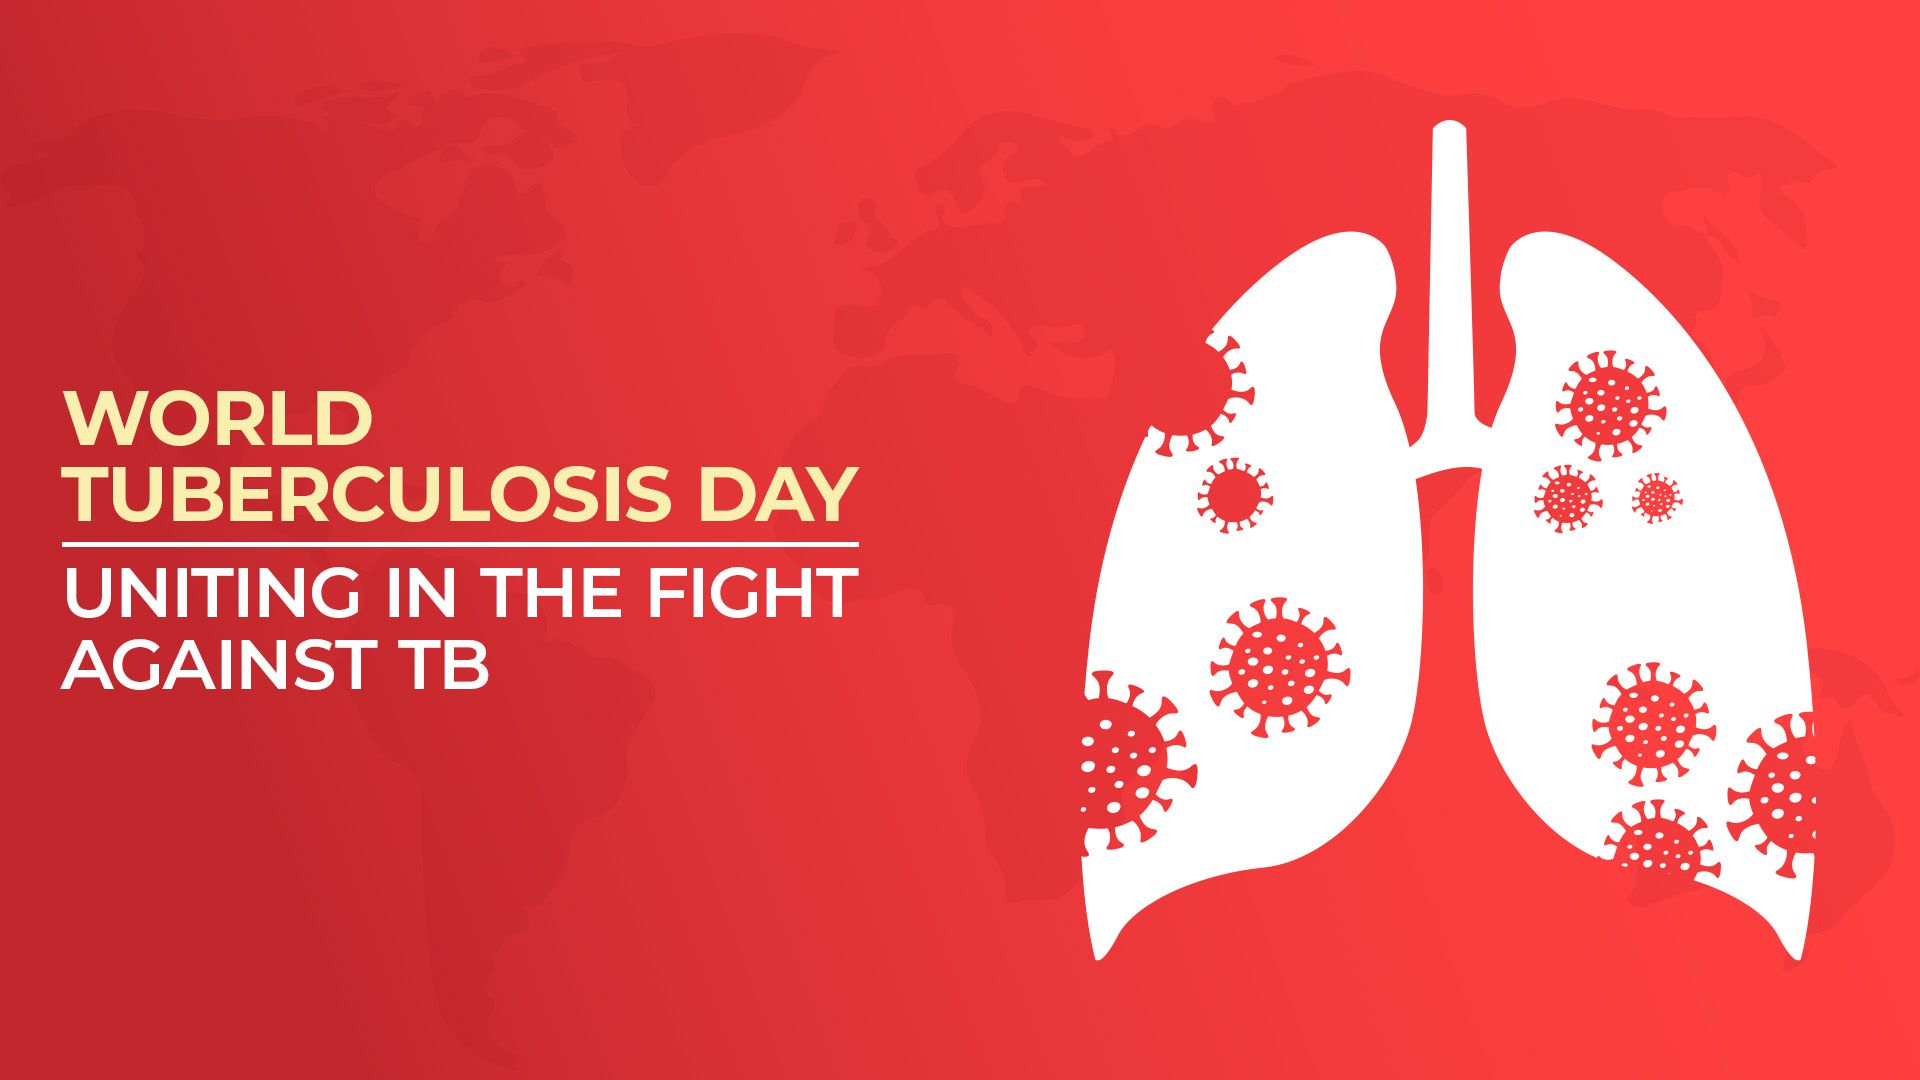 WORLD
TUBERCULOSIS DAY
UNITING IN THE FIGHT
AGAINST TB